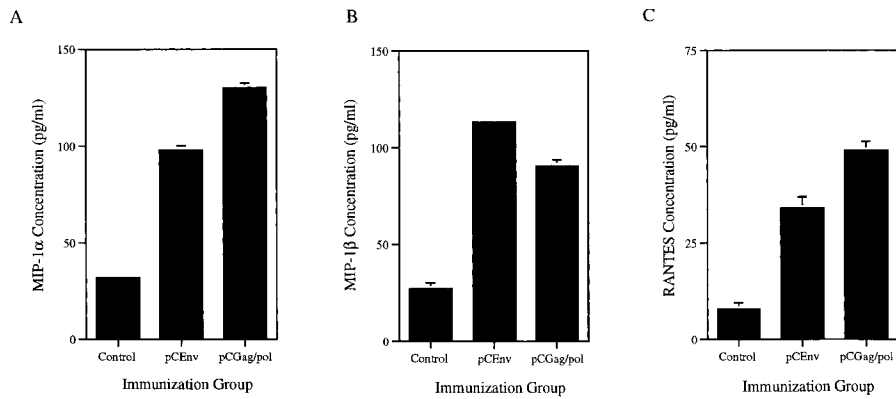 A
MIP-1α Concentration (pg/ml)
150
100
50
0
Control pCEnv pCGag/pol
Immunization Group
B
MIP-1β Concentration (pg/ml)
150
100
50
0
Control pCEnv pCGag/pol
Immunization Group
C
RANTES Concentration (pg/ml)
75
50
25
0
Control pCEnv pCGag/pol
Immunization Group